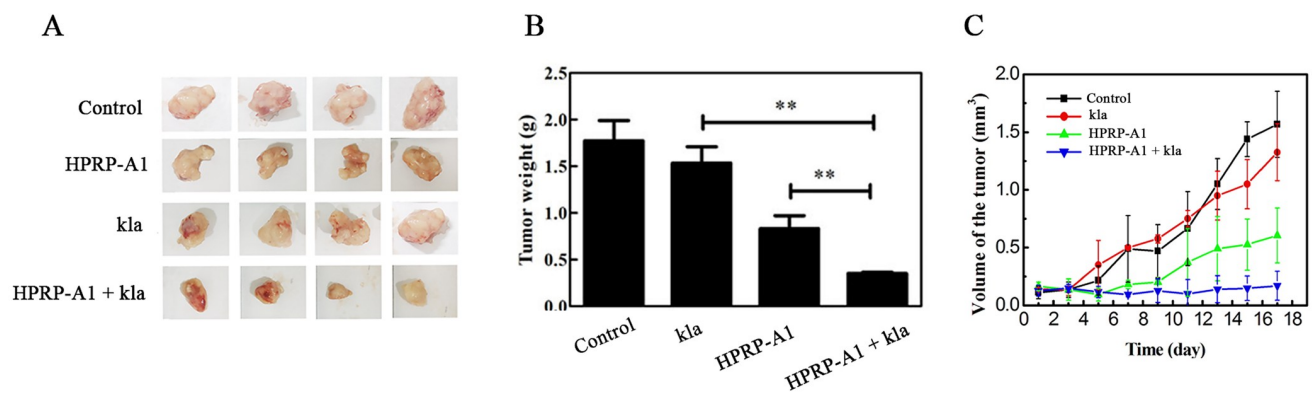 A
Control
HPRP-A1
kla
HPRP-A1 + kla
B
Tumor weight (g)
2.5
2.0
1.5
1.0
0.5
0.0
**
**
Control
kla
HPRP-A1
HPRP-A1 + kla
C
Volume of the tumor (mm³)
2.0
1.5
1.0
0.5
0.0
Control
kla
HPRP-A1
HPRP-A1 + kla
0 2 4 6 8 10 12 14 16 18
Time (day)